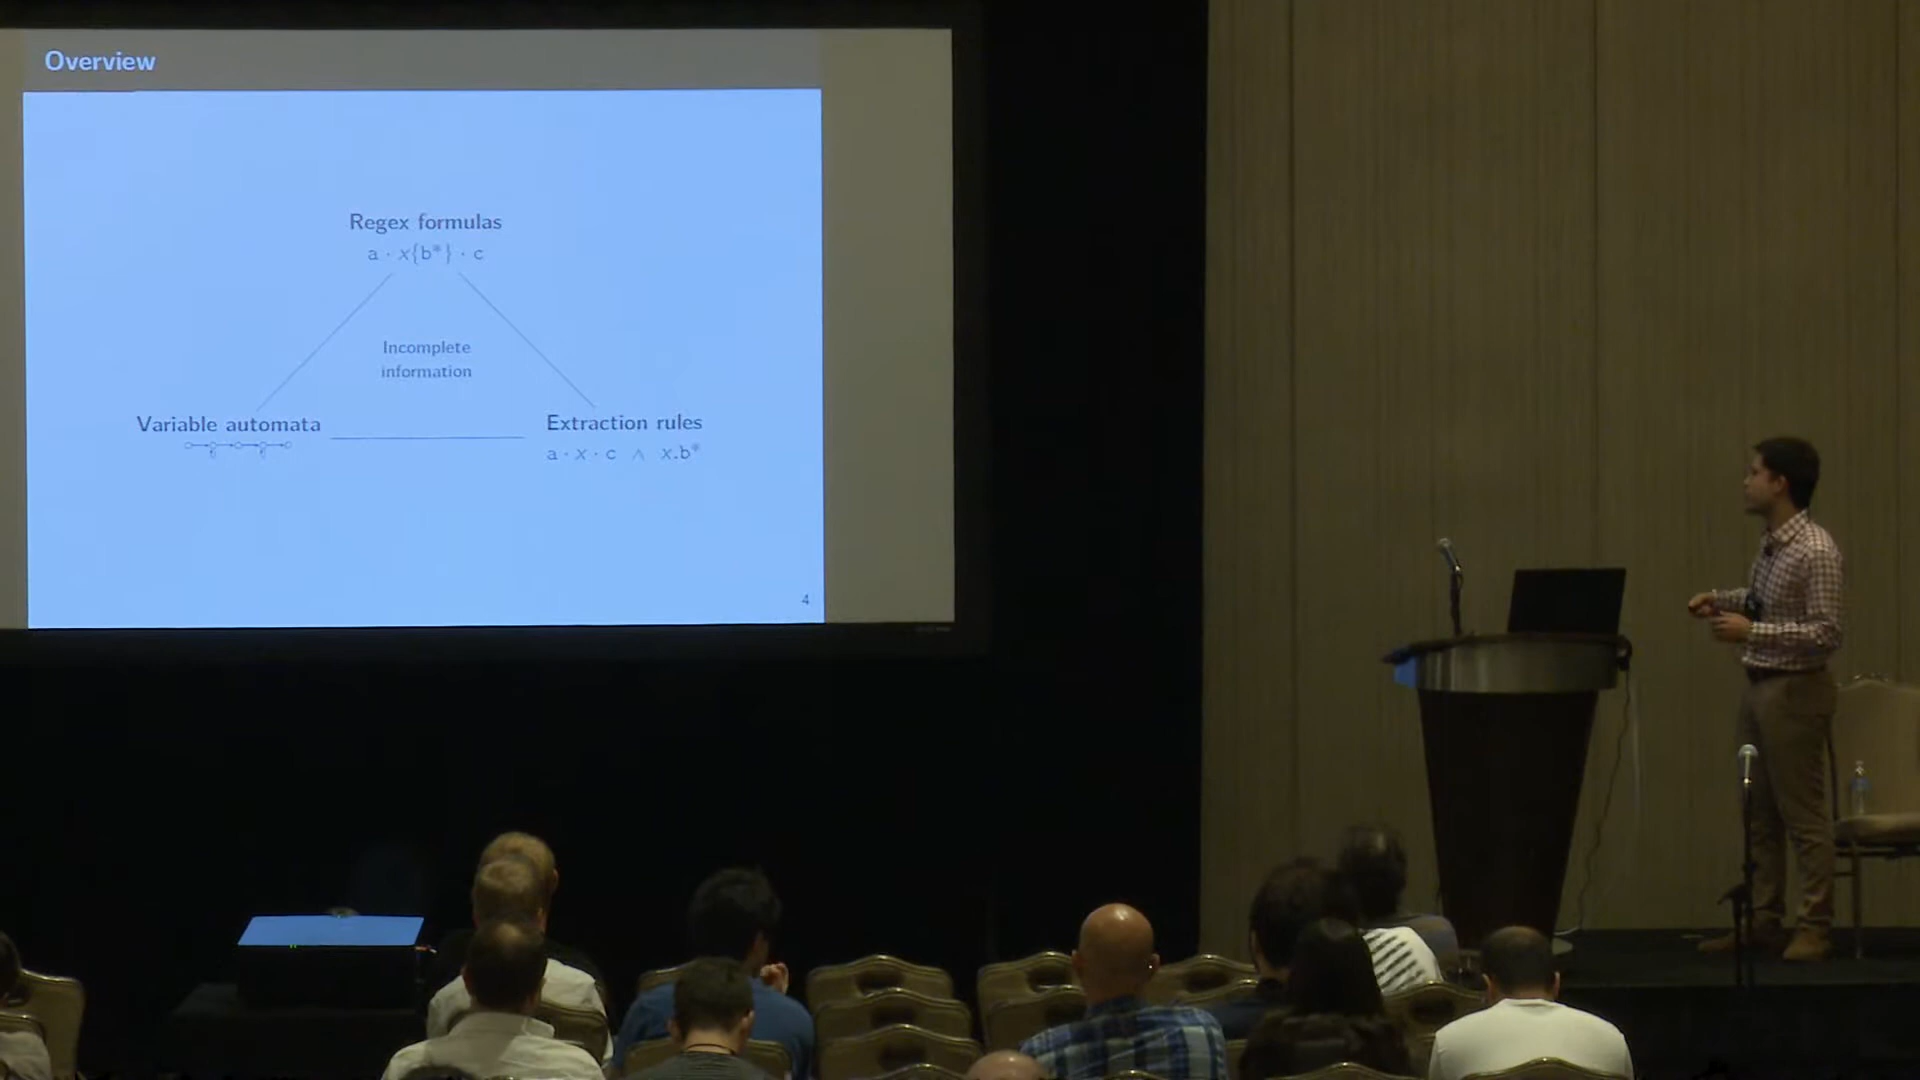 Overview
Regex formulas
a · x{b*} · c
Incomplete
information
Variable automata
Extraction rules
a · x · c ∧ x.b*
4